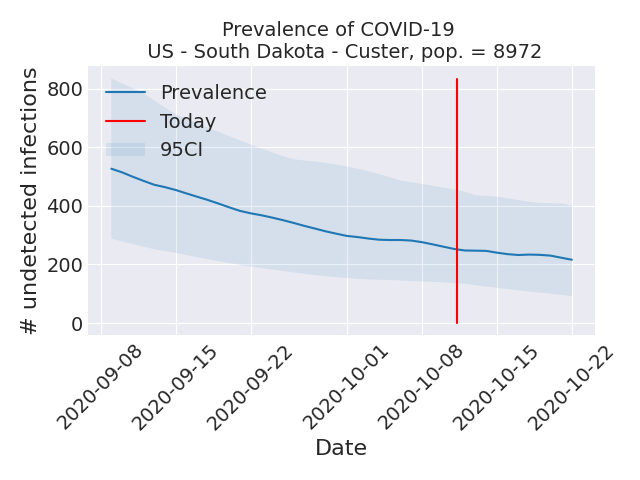 Prevalence of COVID-19
US - South Dakota - Custer, pop. = 8972
# undetected infections
800
600
400
200
0
Prevalence
Today
95CI
2020-09-08
2020-09-15
2020-09-22
2020-10-01
2020-10-08
2020-10-15
2020-10-22
Date